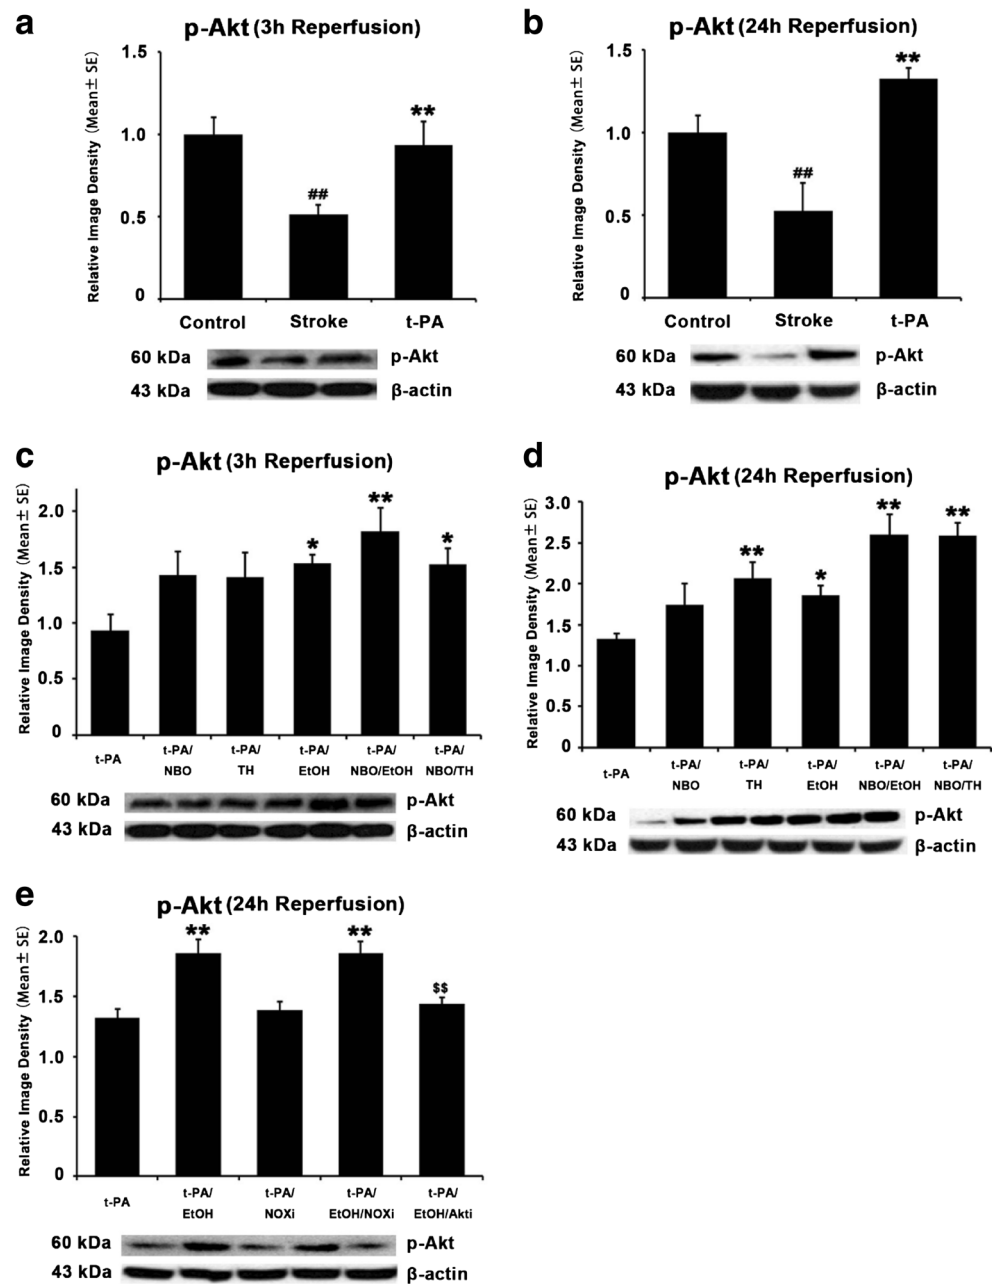 a
p-Akt (3h Reperfusion)
Relative Image Density (Mean± SE)
1.5
1.0
0.5
0
##
**
Control Stroke t-PA
60 kDa p-Akt
43 kDa β-actin
b
p-Akt (24h Reperfusion)
Relative Image Density (Mean± SE)
1.5
1.0
0.5
0
##
**
Control Stroke t-PA
60 kDa p-Akt
43 kDa β-actin
c
p-Akt (3h Reperfusion)
Relative Image Density (Mean± SE)
2.0
1.5
1.0
0.5
0
* ** *
t-PA t-PA/ t-PA/ t-PA/ t-PA/ t-PA/
NBO TH EtOH NBO/EtOH NBO/TH
60 kDa p-Akt
43 kDa β-actin
d
p-Akt (24h Reperfusion)
Relative Image Density (Mean± SE)
3.0
2.5
2.0
1.5
1.0
0.5
0
** * ** **
t-PA t-PA/ t-PA/ t-PA/ t-PA/ t-PA/
NBO TH EtOH NBO/EtOH NBO/TH
60 kDa p-Akt
43 kDa β-actin
e
p-Akt (24h Reperfusion)
Relative Image Density (Mean± SE)
2.0
1.5
1.0
0.5
0
** ** $$
t-PA t-PA/ t-PA/ t-PA/ t-PA/
EtOH NOXi EtOH/NOXi EtOH/Akti
60 kDa p-Akt
43 kDa β-actin